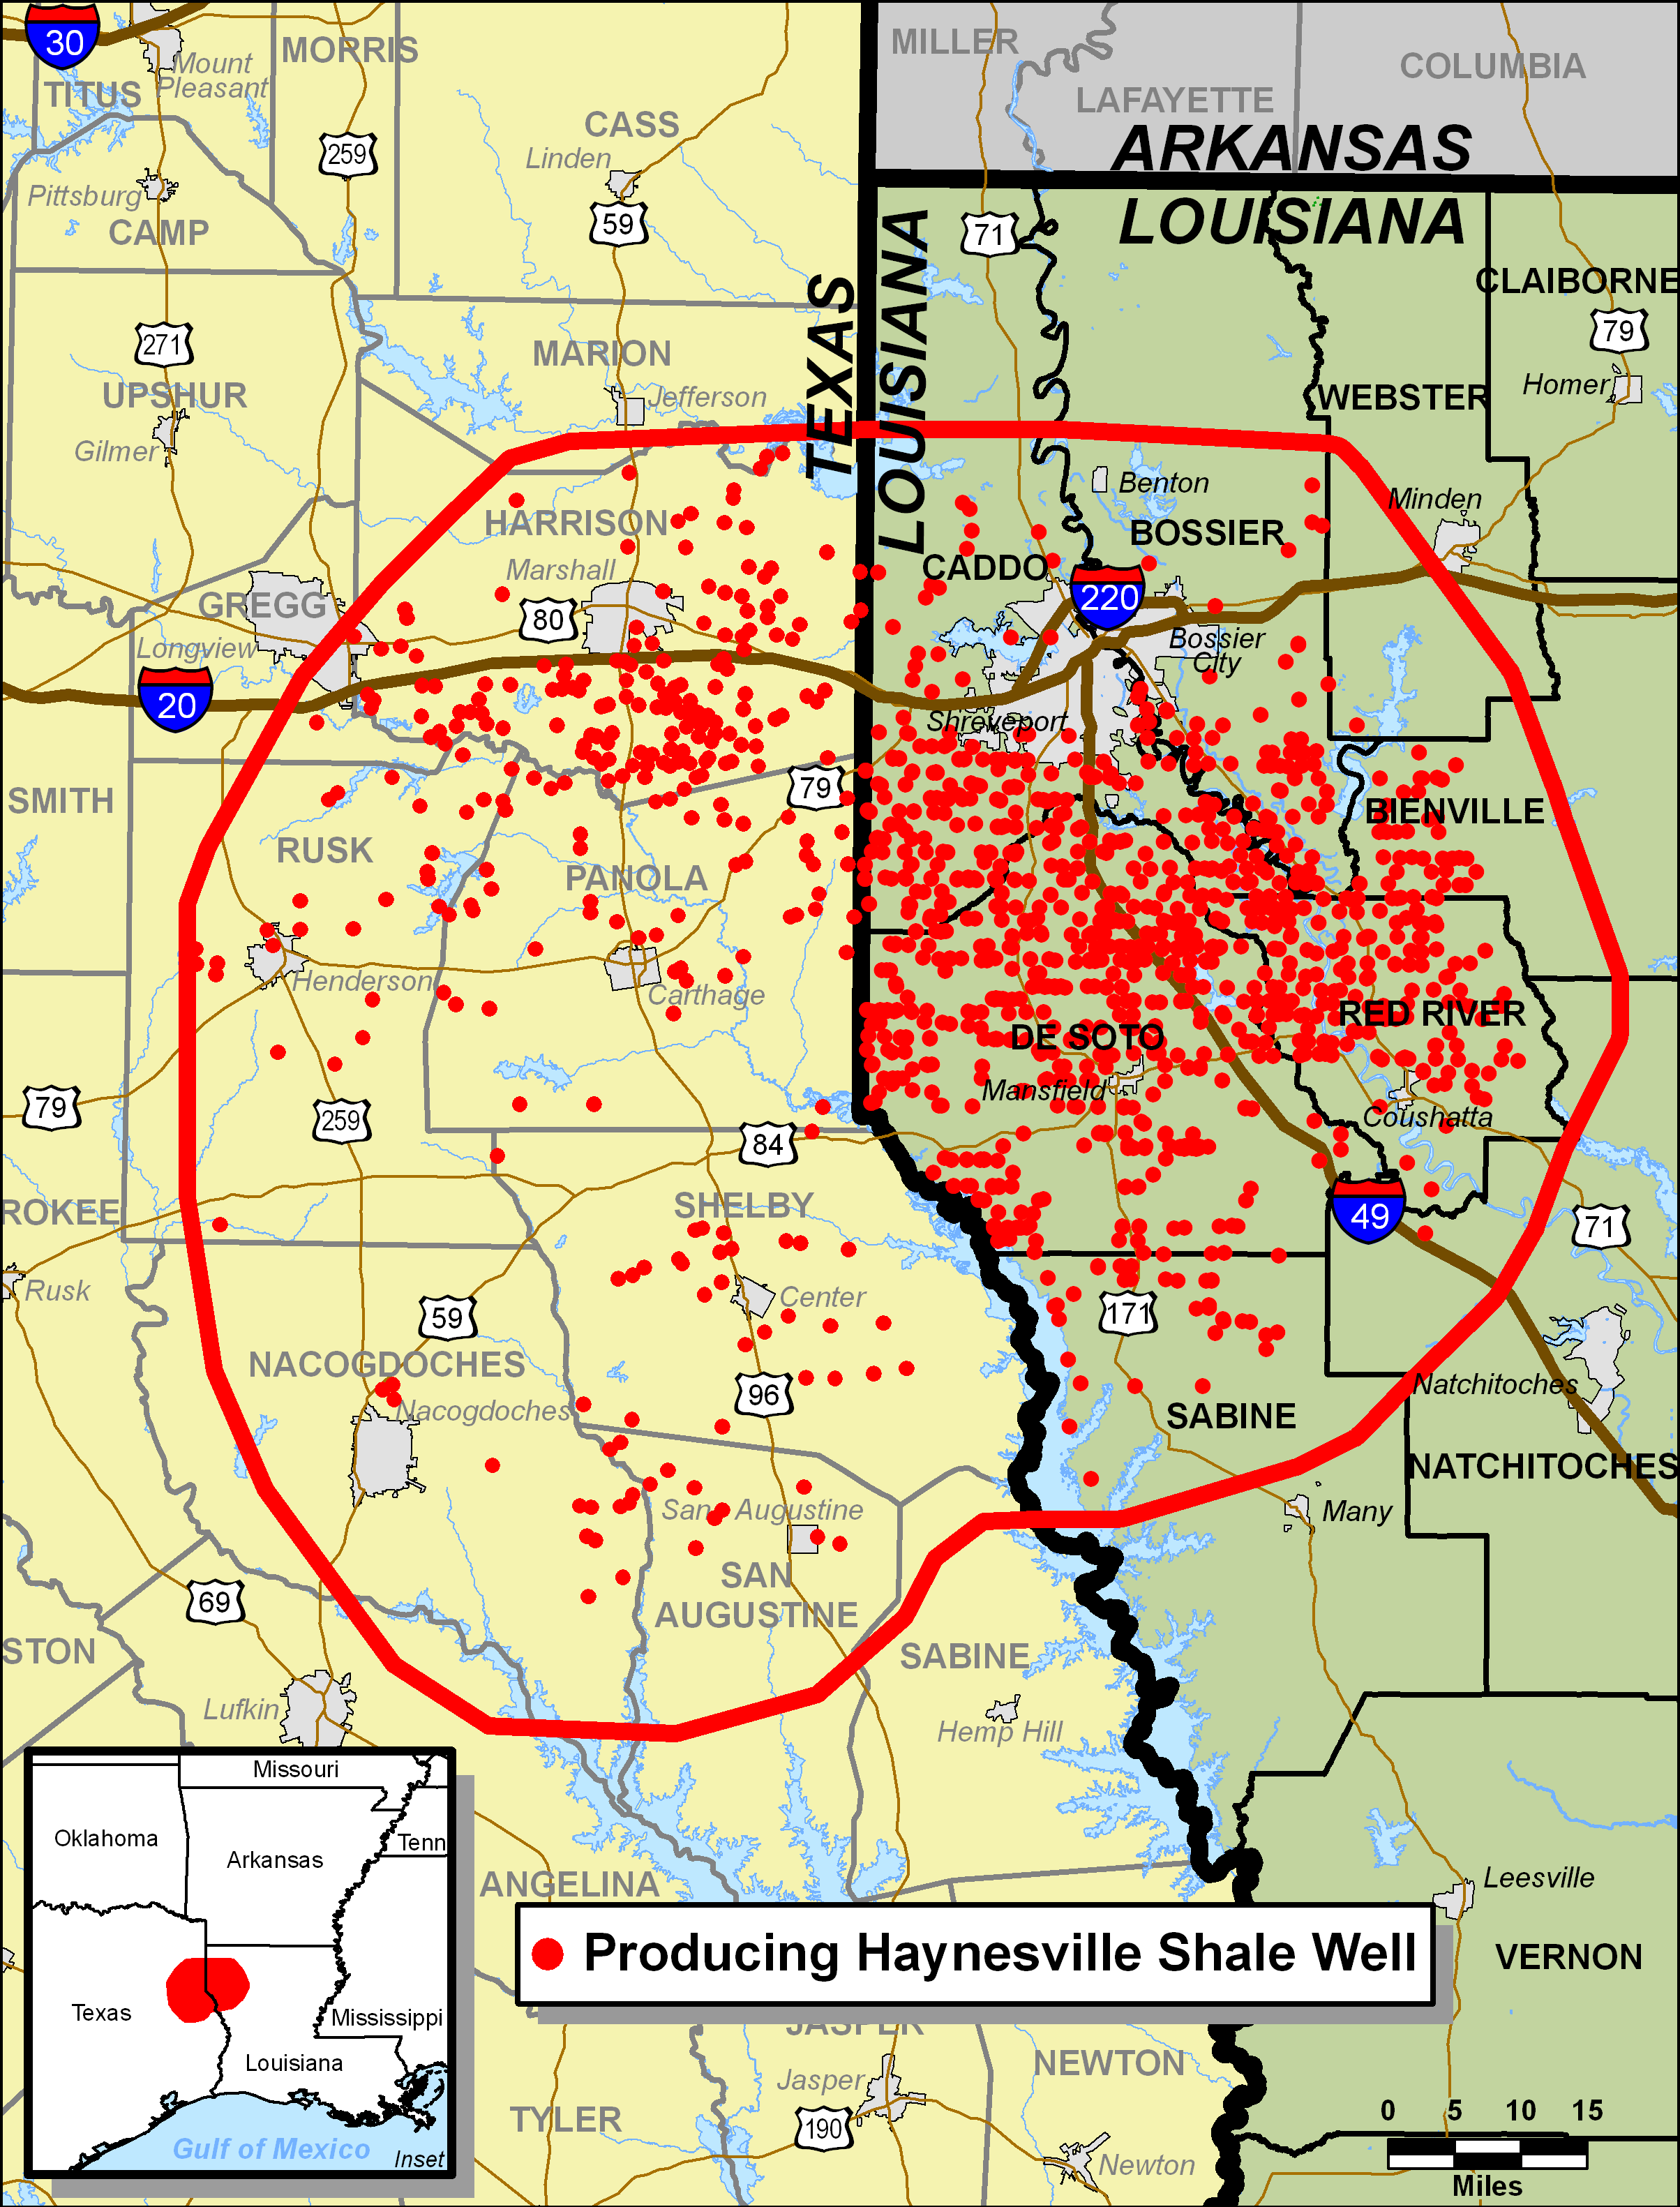 30
MORRIS
Mount
Pleasant
TITUS
MILLER
COLUMBIA
LAFAYETTE
ARKANSAS
CASS
Linden
259
59
Pittsburg
CAMP
71
LOUISIANA
TEXAS
LOUISIANA
CLAIBORNE
79
271
UPSHUR
MARION
Jefferson
WEBSTER
Homer
Gilmer
Benton
Minden
HARRISON
BOSSIER
Marshall
CADDO
GREGG
80
220
Longview
Bossier
City
20
Shreveport
SMITH
79
BIENVILLE
RUSK
PANOLA
Henderson
Carthage
RED RIVER
DE SOTO
Mansfield
79
259
Coushatta
84
ROKEE
SHELBY
49
71
Rusk
Center
59
171
NACOGDOCHES
96
Natchitoches
Nacogdoches
SABINE
NATCHITOCHES
San Augustine
Many
SAN
AUGUSTINE
69
STON
SABINE
Lufkin
Hemp Hill
Missouri
Oklahoma
Arkansas
Tenn
Texas
Mississippi
Louisiana
Gulf of Mexico
Inset
ANGELINA
Leesville
Producing Haynesville Shale Well
VERNON
JASPER
NEWTON
Jasper
TYLER
190
Newton
0 5 10 15
Miles